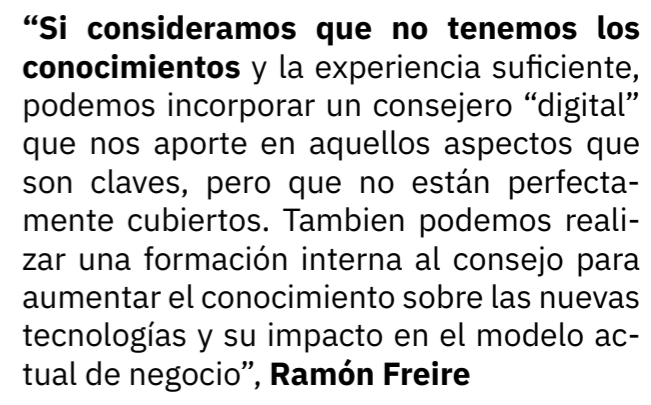 “Si consideramos que no tenemos los
conocimientos y la experiencia suficiente,
podemos incorporar un consejero “digital”
que nos aporte en aquellos aspectos que
son claves, pero que no están perfecta-
mente cubiertos. Tambien podemos reali-
zar una formación interna al consejo para
aumentar el conocimiento sobre las nuevas
tecnologías y su impacto en el modelo ac-
tual de negocio”, Ramón Freire